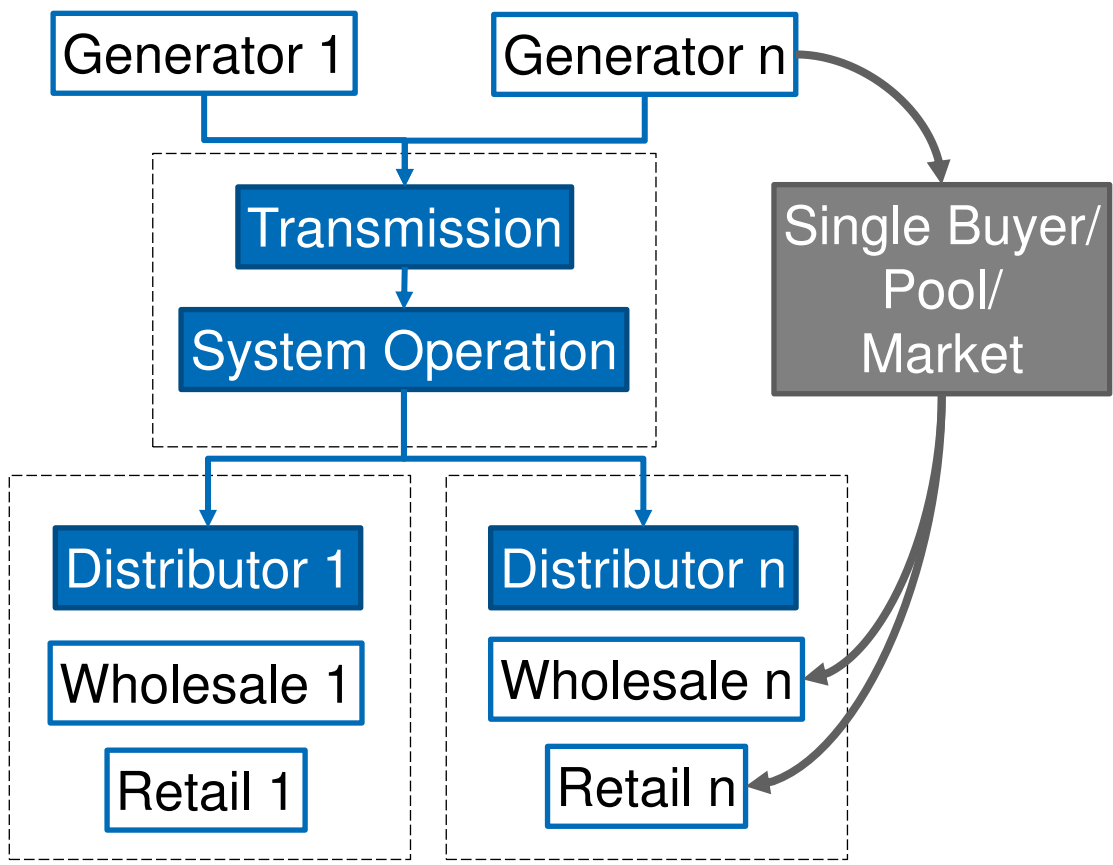 Generator 1
Generator n
Transmission
Single Buyer/
Pool/
Market
System Operation
Distributor 1
Distributor n
Wholesale 1
Wholesale n
Retail 1
Retail n